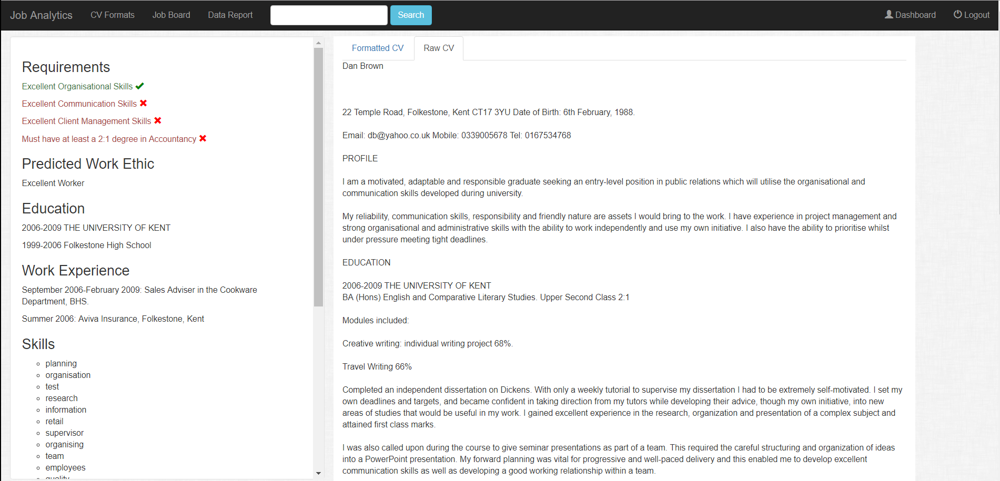 Job Analytics CV Formats Job Board Data Report Search Dashboard Logout
Requirements
Excellent Organisational Skills
Excellent Communication Skills
Excellent Client Management Skills
Must have at least a 2:1 degree in Accountancy
Predicted Work Ethic
Excellent Worker
Education
2006-2009 THE UNIVERSITY OF KENT
1999-2006 Folkestone High School
Work Experience
September 2006-February 2009: Sales Adviser in the Cookware
Department, BHS.
Summer 2006: Aviva Insurance, Folkestone, Kent
Skills
planning
organisation
test
research
information
retail
supervisor
organising
team
employees
quality
Formatted CV Raw CV
Dan Brown
22 Temple Road, Folkestone, Kent CT17 3YU Date of Birth: 6th February, 1988.
Email: db@yahoo.co.uk Mobile: 0339005678 Tel: 0167534768
PROFILE
I am a motivated, adaptable and responsible graduate seeking an entry-level position in public relations which will utilise the organisational and
communication skills developed during university.
My reliability, communication skills, responsibility and friendly nature are assets I would bring to the work. I have experience in project management and
strong organisational and administrative skills with the ability to work independently and use my own initiative. I also have the ability to prioritise whilst
under pressure meeting tight deadlines.
EDUCATION
2006-2009 THE UNIVERSITY OF KENT
BA (Hons) English and Comparative Literary Studies. Upper Second Class 2:1
Modules included:
Creative writing: individual writing project 68%.
Travel Writing 66%
Completed an independent dissertation on Dickens. With only a weekly tutorial to supervise my dissertation I had to be extremely self-motivated. I set my
own deadlines and targets, and became confident in taking direction from my tutors while developing their advice, though my own initiative, into new
areas of studies that would be useful in my work. I gained excellent experience in the research, organization and presentation of a complex subject and
attained first class marks.
I was also called upon during the course to give seminar presentations as part of a team. This required the careful structuring and organization of ideas
into a PowerPoint presentation. My forward planning was vital for progressive and well-paced delivery and this enabled me to develop excellent
communication skills as well as developing a good working relationship within a team.